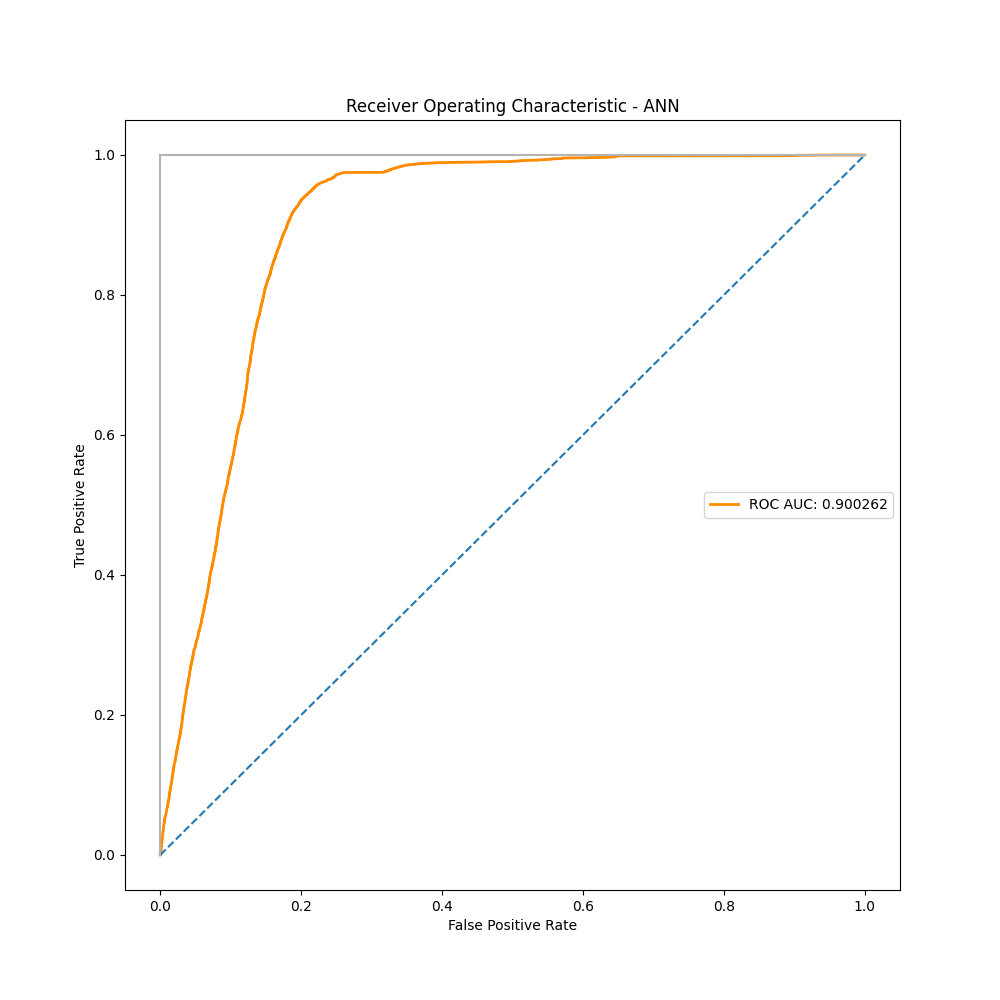 Receiver Operating Characteristic - ANN
1.0
0.8
0.6
0.4
0.2
0.0
True Positive Rate
ROC AUC: 0.900262
0.0 0.2 0.4 0.6 0.8 1.0
False Positive Rate